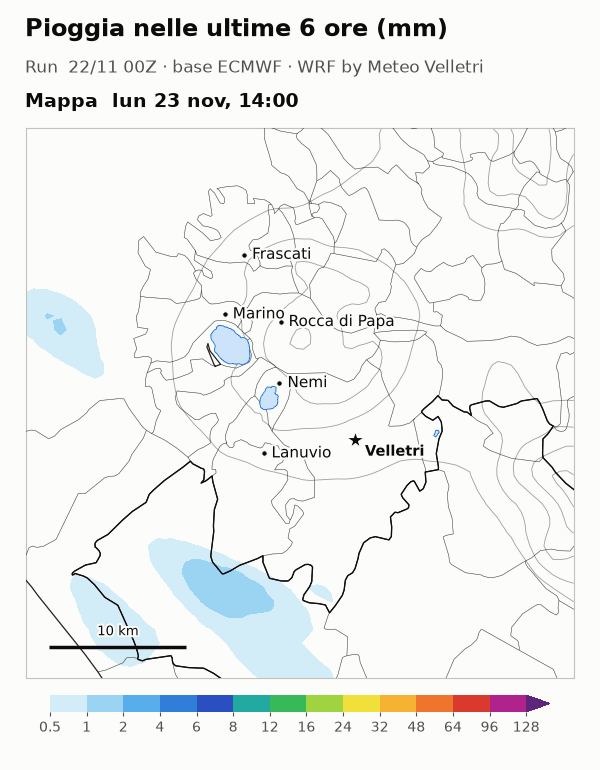 Pioggia nelle ultime 6 ore (mm)
Run  22/11 00Z · base ECMWF · WRF by Meteo Velletri
Mappa  lun 23 nov, 14:00
Frascati
Marino
Rocca di Papa
Nemi
Velletri
Lanuvio
10 km
0.5 1 2 4 6 8 12 16 24 32 48 64 96 128